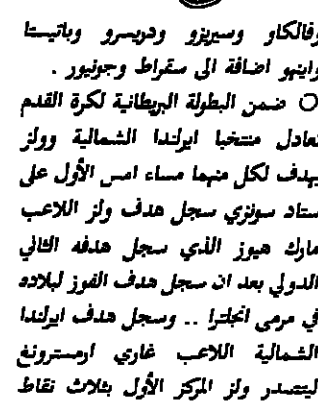 وفالكاو وسيريزو ودريسرو وباتيستا
واينهو اضافة الى سقراط وجونيور .
○ ضمن البطولة البريطانية لكرة القدم
تعادل منتخبا ايرلندا الشمالية وولز
بهدف لكل منهما مساء امس الأول على
ستاد سونزي سجل هدف ولز اللاعب
مارك هيوز الذي سجل هدفه الثاني
الدولي بعد ان سجل هدف الفوز لبلاده
في مرمى انجلترا .. وسجل هدف ايرلندا
الشمالية اللاعب غاري ارمسترونغ
ليتصدر ولز المركز الأول بثلاث نقاط